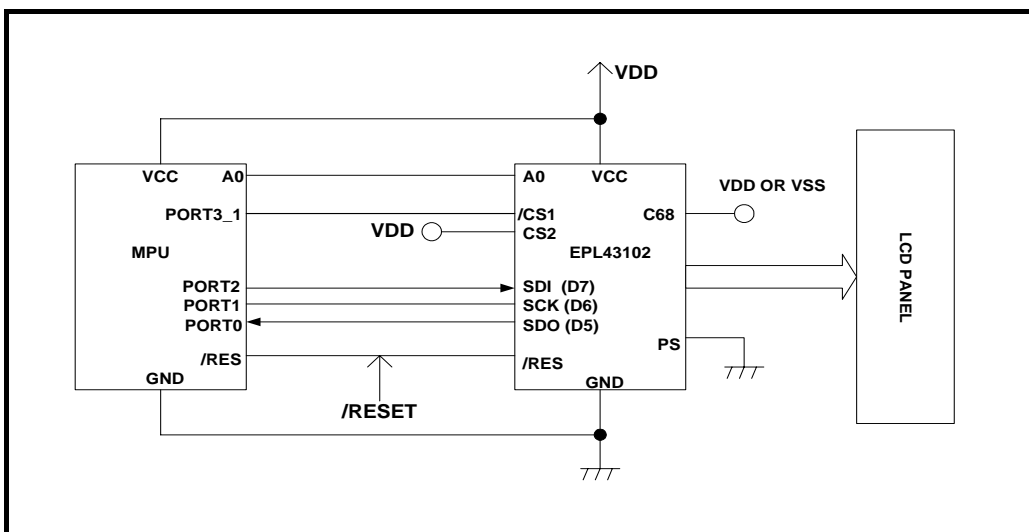 VDD
VCC A0
A0 VCC
VDD OR VSS
PORT3_1
/CS1
C68
VDD
CS2
MPU
EPL43102
LCD PANEL
PORT2
SDI (D7)
PORT1
SCK (D6)
PORT0
SDO (D5)
PS
/RES
/RES
GND
GND
/RESET